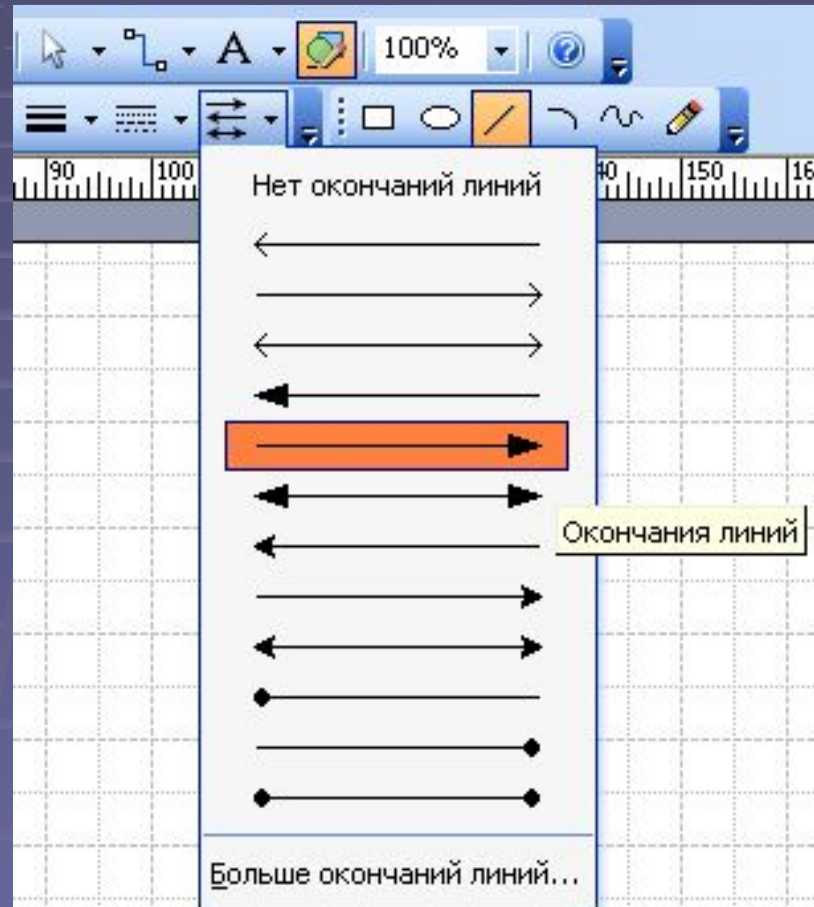 A
100%
90 100 40 150 16
Нет окончаний линий
Окончания линий
Больше окончаний линий...